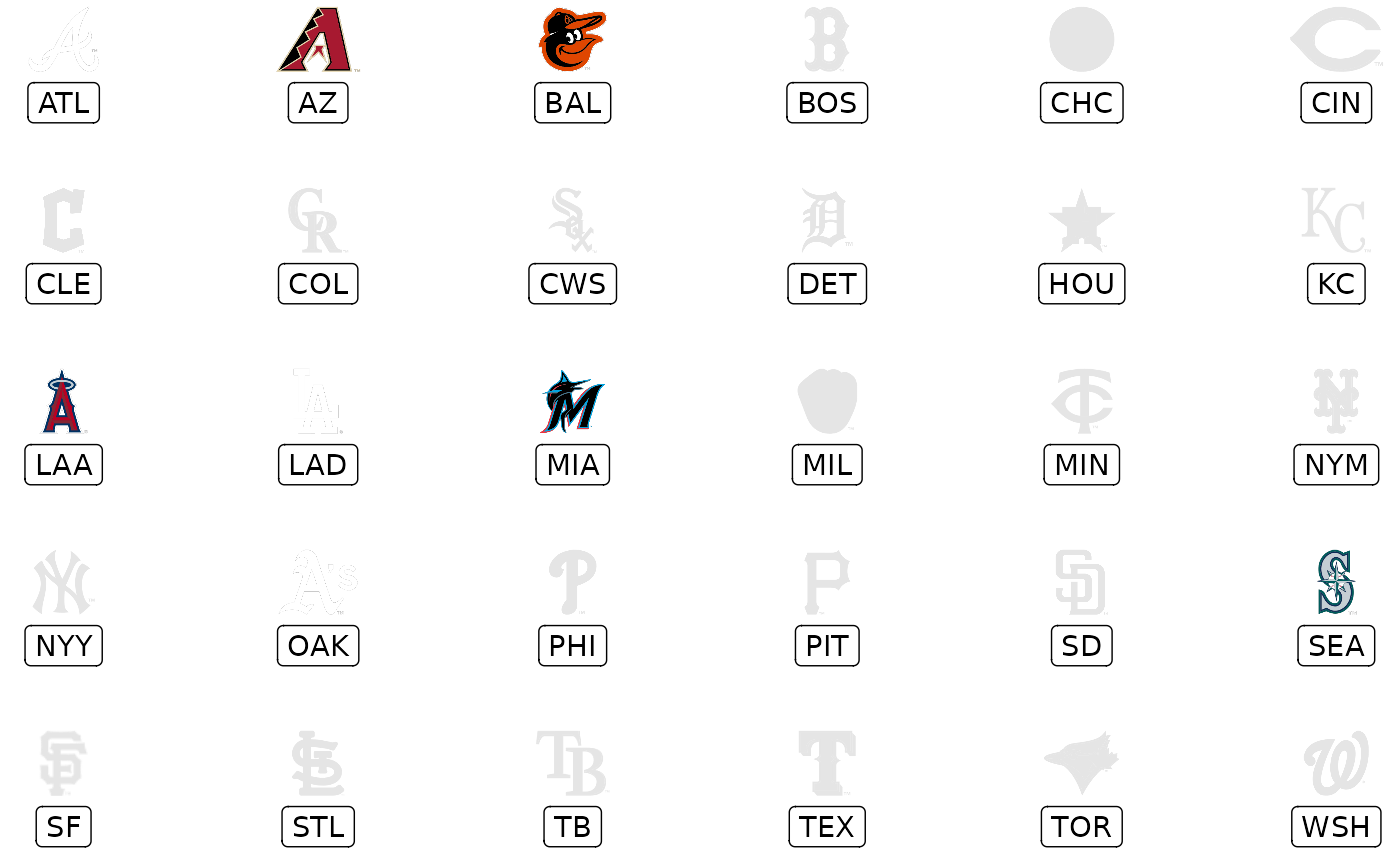 ATL AZ BAL BOS CHC CIN
CLE COL CWS DET HOU KC
LAA LAD MIA MIL MIN NYM
NYY OAK PHI PIT SD SEA
SF STL TB TEX TOR WSH